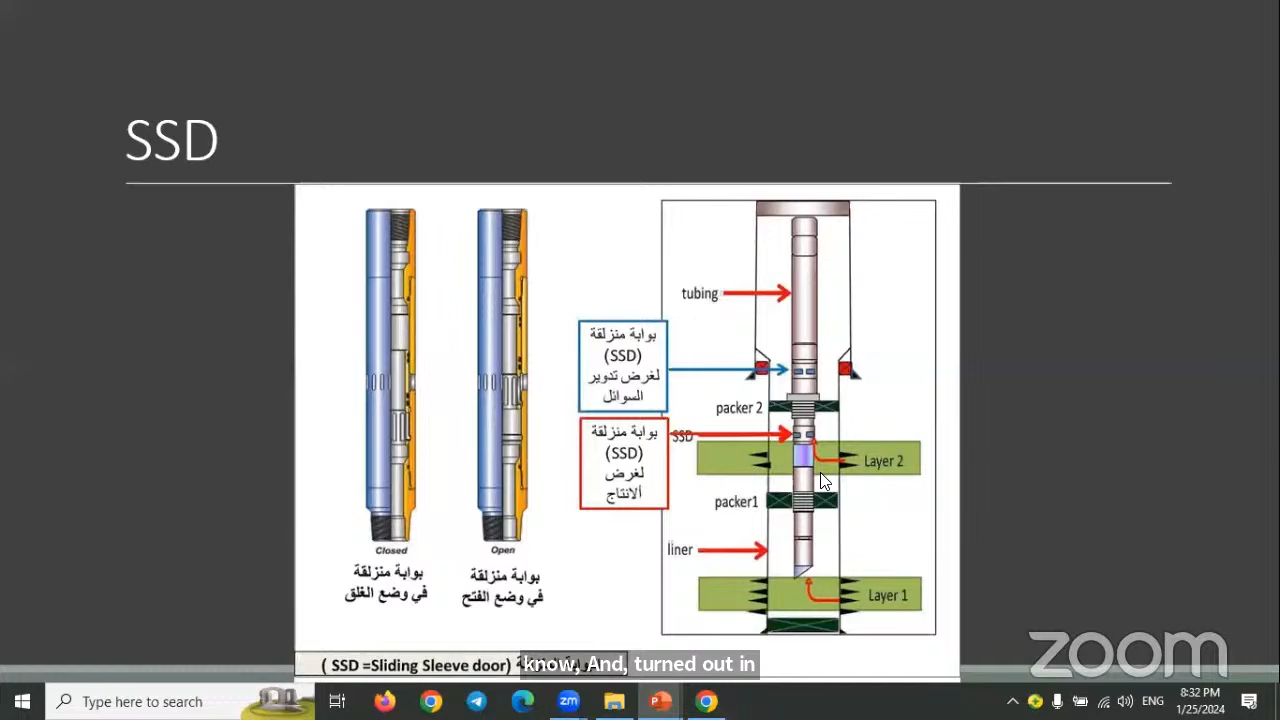 SSD
tubing
بوابة منزلقة
(SSD)
لغرض تدوير
السوائل
packer 2
بوابة منزلقة
(SSD)
لغرض
ألانتاج
SSD
Layer 2
packer1
liner
Layer 1
Closed
Open
بوابة منزلقة
في وضع الغلق
بوابة منزلقة
في وضع الفتح
( SSD =Sliding Sleeve door)
know, And, turned out in
zoom
Type here to search
zm
ENG
8:32 PM
1/25/2024